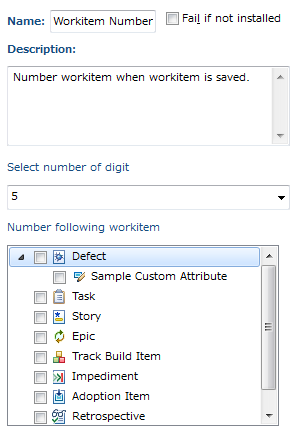 Name: Workitem Number Fail if not installed
Description:
Number workitem when workitem is saved.
Select number of digit
5
Number following workitem
Defect
Sample Custom Attribute
Task
Story
Epic
Track Build Item
Impediment
Adoption Item
Retrospective